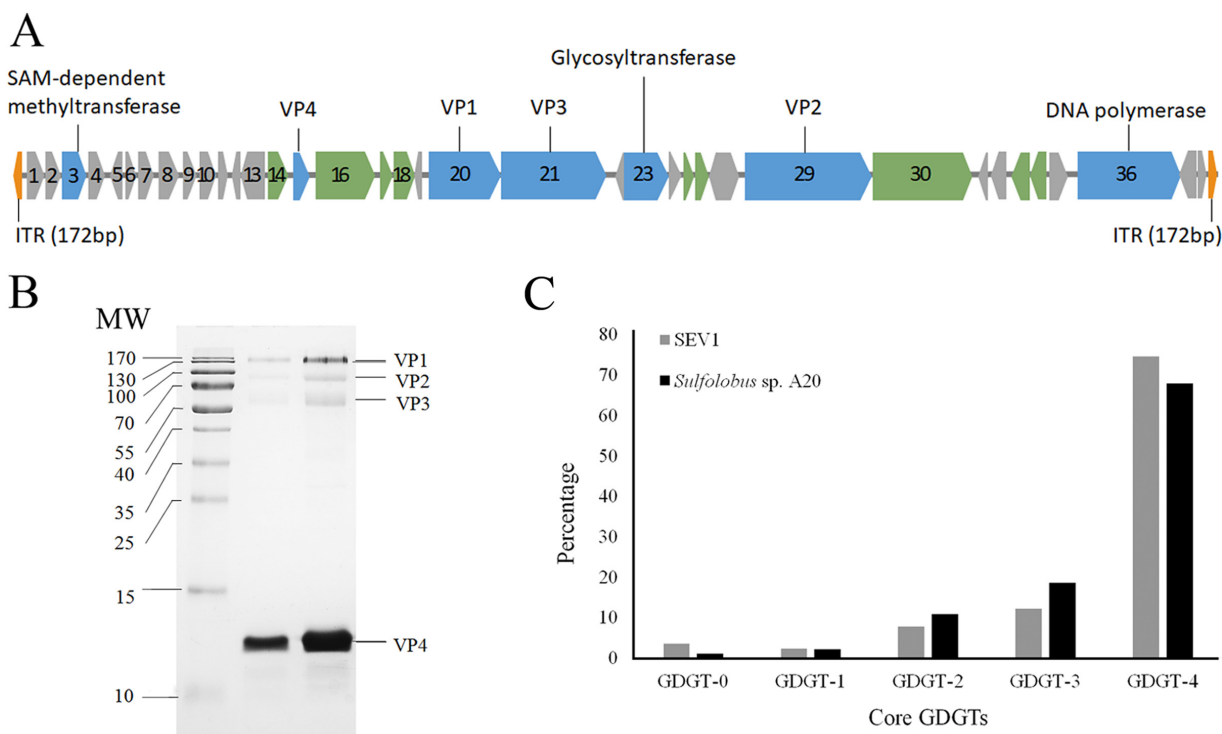 A
SAM-dependent
methyltransferase
VP4
VP1
VP3
Glycosyltransferase
VP2
DNA polymerase
1 2 3 4 5 6 7 8 9 10 13 14 16 18 20 21 23 29 30 36
ITR (172bp)
ITR (172bp)
B
MW
170
130
100
70
55
40
35
25
15
10
VP1
VP2
VP3
VP4
C
80
70
60
50
40
30
20
10
0
Percentage
SEV1
Sulfolobus sp. A20
GDGT-0 GDGT-1 GDGT-2 GDGT-3 GDGT-4
Core GDGTs